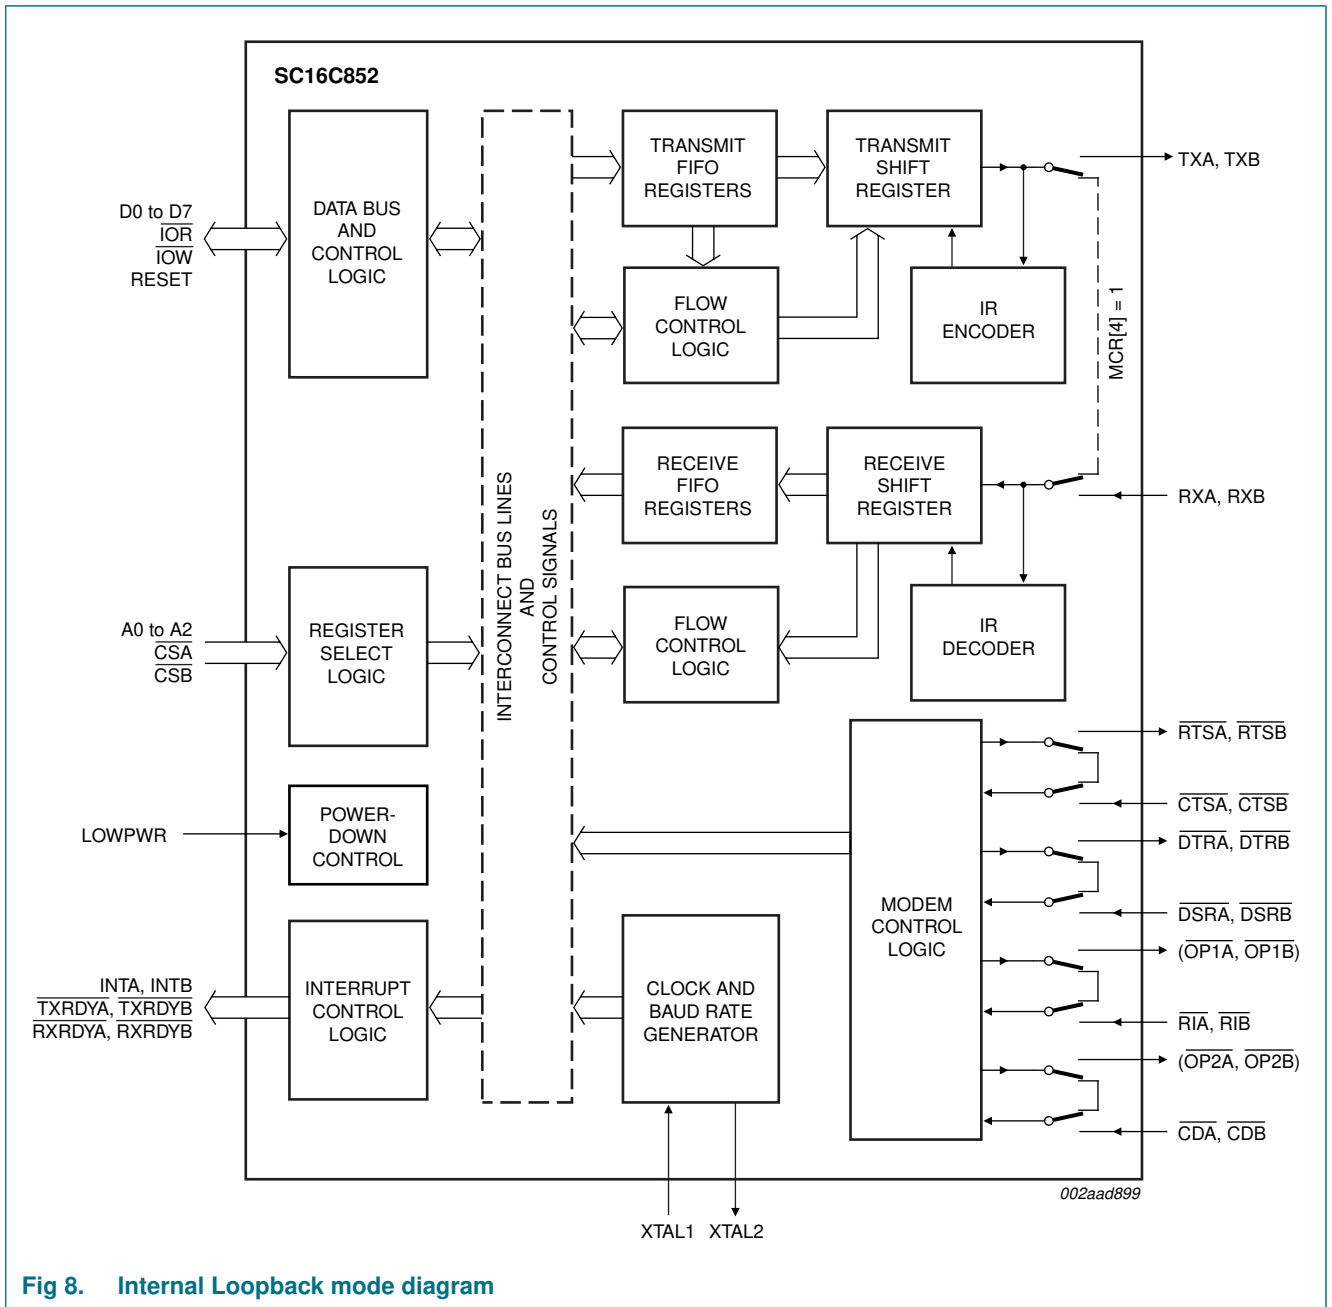 SC16C852
TRANSMIT
FIFO
REGISTERS
TRANSMIT
SHIFT
REGISTER
TXA, TXB
D0 to D7
IOR
IOW
RESET
DATA BUS
AND
CONTROL
LOGIC
FLOW
CONTROL
LOGIC
IR
ENCODER
MCR[4] = 1
INTERCONNECT BUS LINES
AND
CONTROL SIGNALS
RECEIVE
FIFO
REGISTERS
RECEIVE
SHIFT
REGISTER
RXA, RXB
A0 to A2
CSA
CSB
REGISTER
SELECT
LOGIC
FLOW
CONTROL
LOGIC
IR
DECODER
LOWPWR
POWER-
DOWN
CONTROL
MODEM
CONTROL
LOGIC
RTSA, RTSB
CTSA, CTSB
DTRA, DTRB
DSRA, DSRB
(OP1A, OP1B)
RIA, RIB
(OP2A, OP2B)
CDA, CDB
INTA, INTB
TXRDYA, TXRDYB
RXRDYA, RXRDYB
INTERRUPT
CONTROL
LOGIC
CLOCK AND
BAUD RATE
GENERATOR
XTAL1 XTAL2
002aad899
Fig 8. Internal Loopback mode diagram